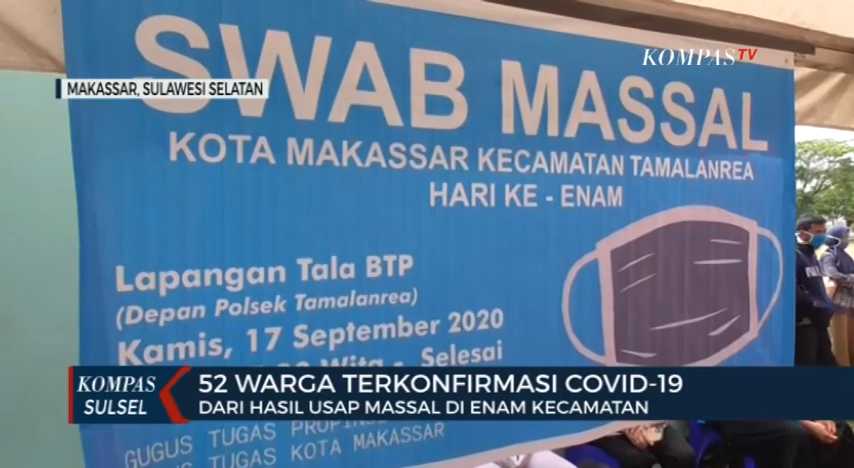 KOMPAS TV
MAKASSAR, SULAWESI SELATAN
SWAB MASSAL
KOTA MAKASSAR KECAMATAN TAMALANREA
HARI KE - ENAM
Lapangan Tala BTP
(Depan Polsek Tamalanrea)
Kamis, 17 September 2020
Wita - Selesai
KOMPAS
SULSEL
52 WARGA TERKONFIRMASI COVID-19
DARI HASIL USAP MASSAL DI ENAM KECAMATAN
GUGUS TUGAS
TUGAS KOTA MAKASSAR